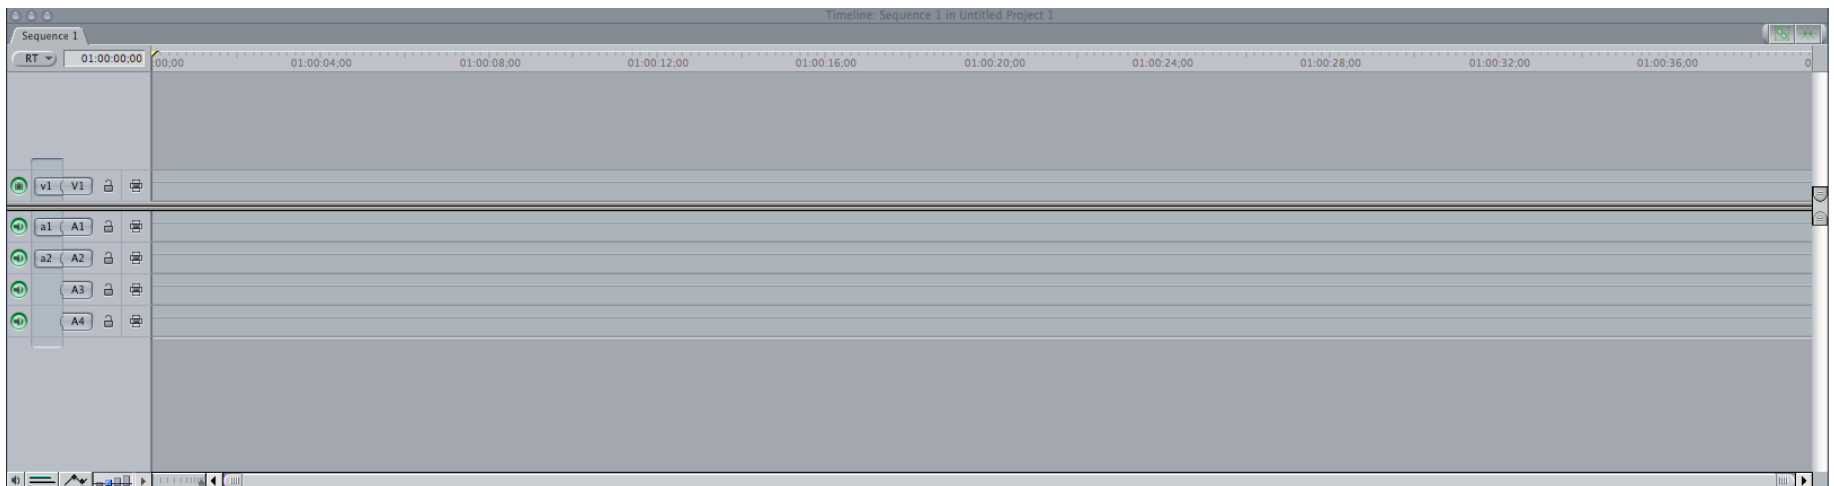 Timeline: Sequence 1 in Untitled Project 1
Sequence 1
RT 01:00:00;00 00;00 01:00:04;00 01:00:08;00 01:00:12;00 01:00:16;00 01:00:20;00 01:00:24;00 01:00:28;00 01:00:32;00 01:00:36;00 0
v1 V1
a1 A1
a2 A2
A3
A4